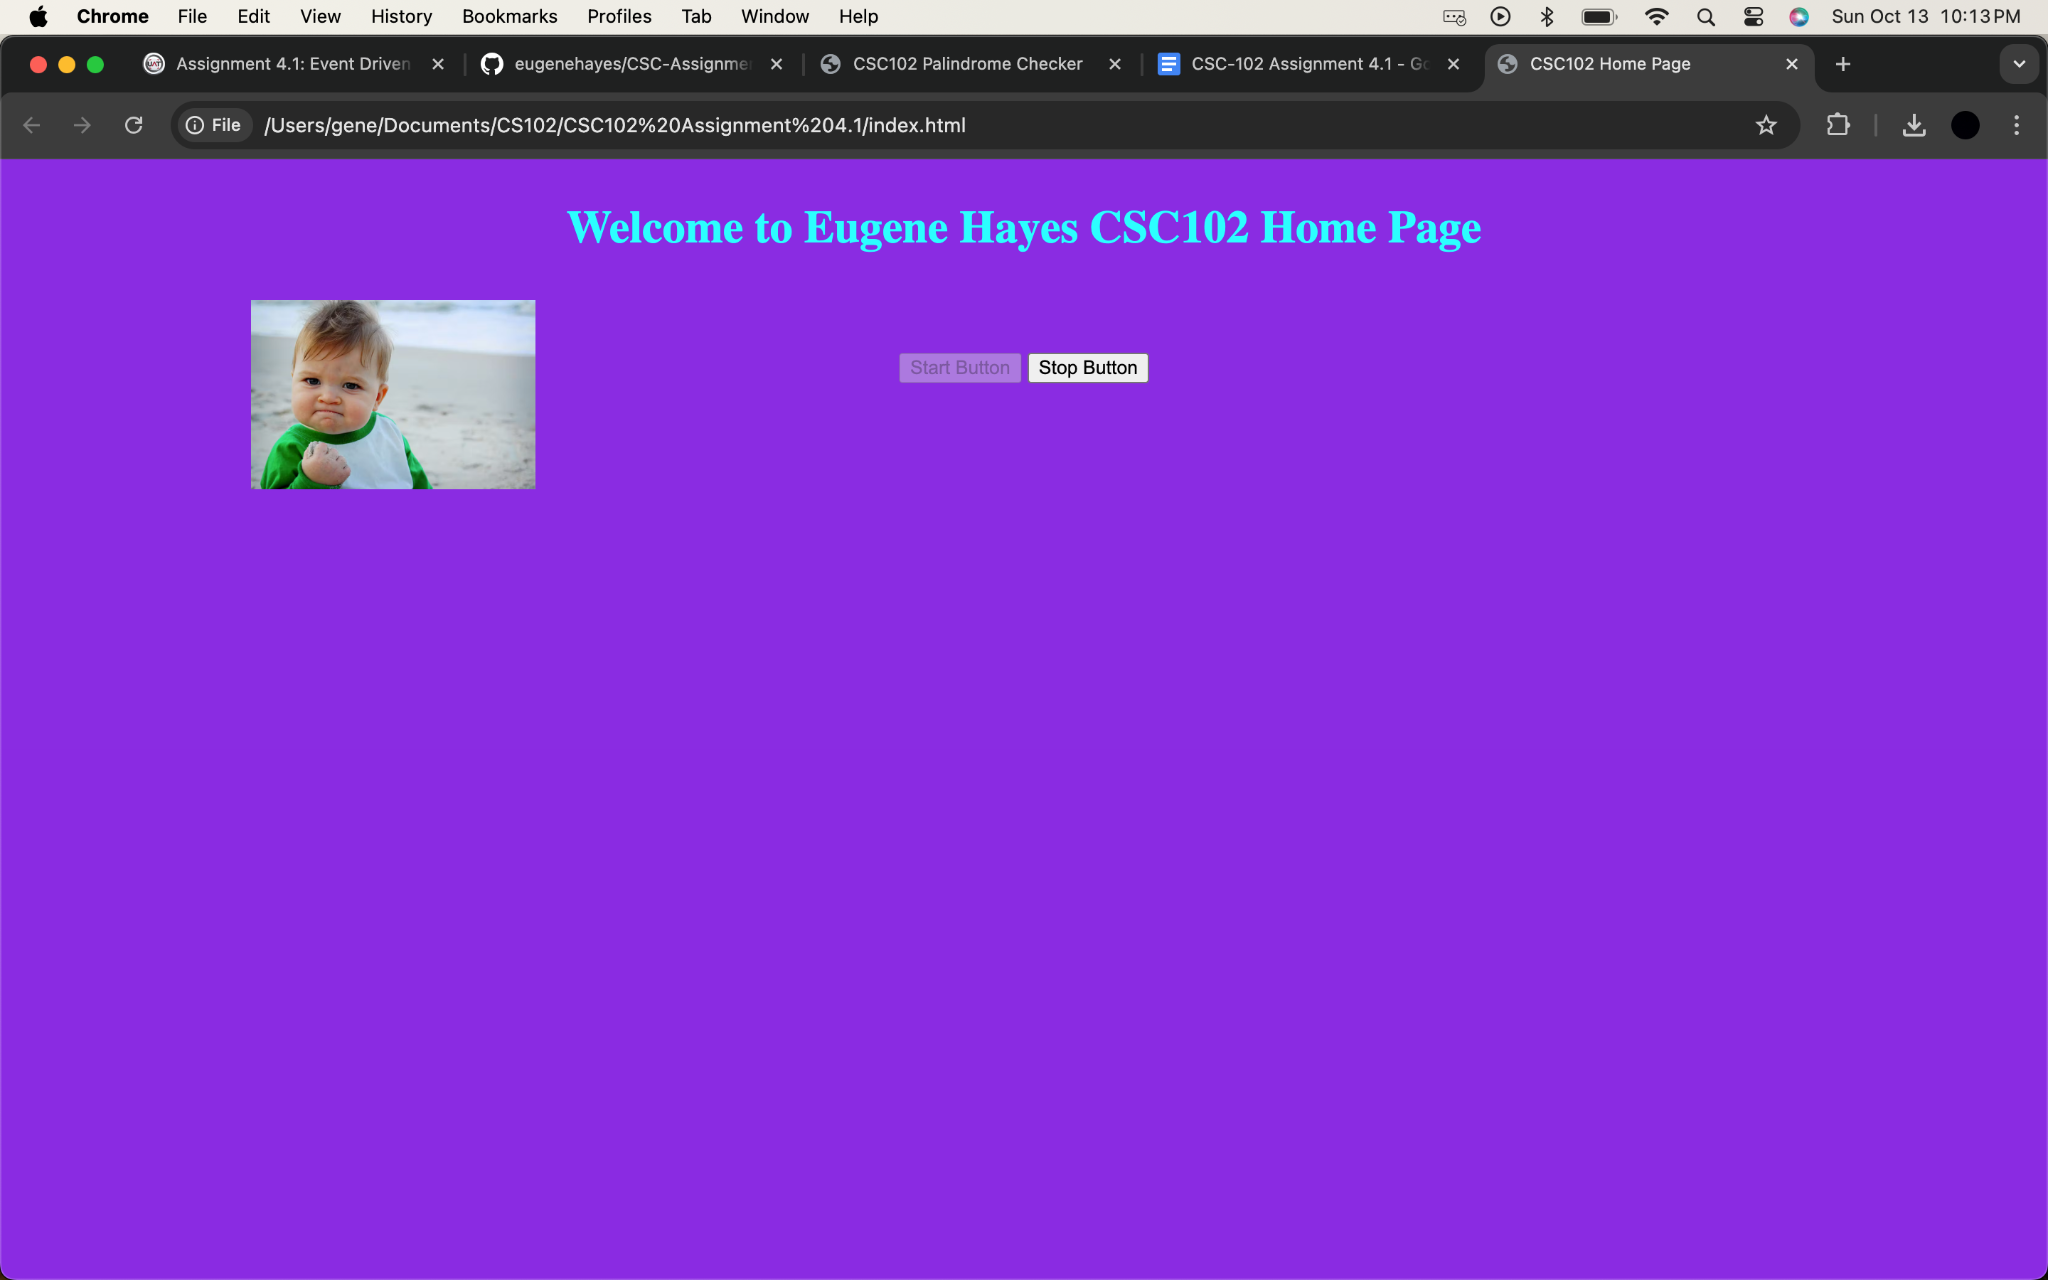 Chrome File Edit View History Bookmarks Profiles Tab Window Help Sun Oct 13 10:13 PM
Assignment 4.1: Event Driven eugenehayes/CSC-Assignme CSC102 Palindrome Checker CSC-102 Assignment 4.1 - Go CSC102 Home Page
File /Users/gene/Documents/CS102/CSC102%20Assignment%204.1/index.html
Welcome to Eugene Hayes CSC102 Home Page
Start Button Stop Button